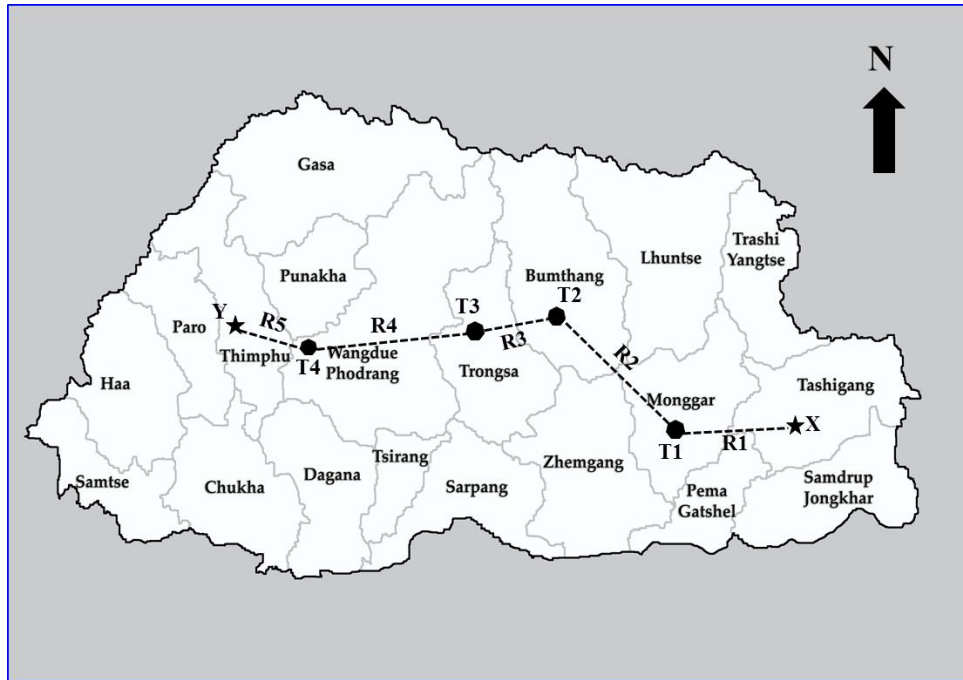 N
Gasa
Trashi
Yangtse
Lhuntse
Punakha
Bumthang
T2
T3
Y
R5
R4
R3
Paro
Thimphu
Wangdue
Phodrang
T4
Trongsa
R2
Haa
Tashigang
Monggar
X
R1
T1
Tsirang
Zhemgang
Dagana
Samtse
Chukha
Sarpang
Pema
Gatshel
Samdrup
Jongkhar